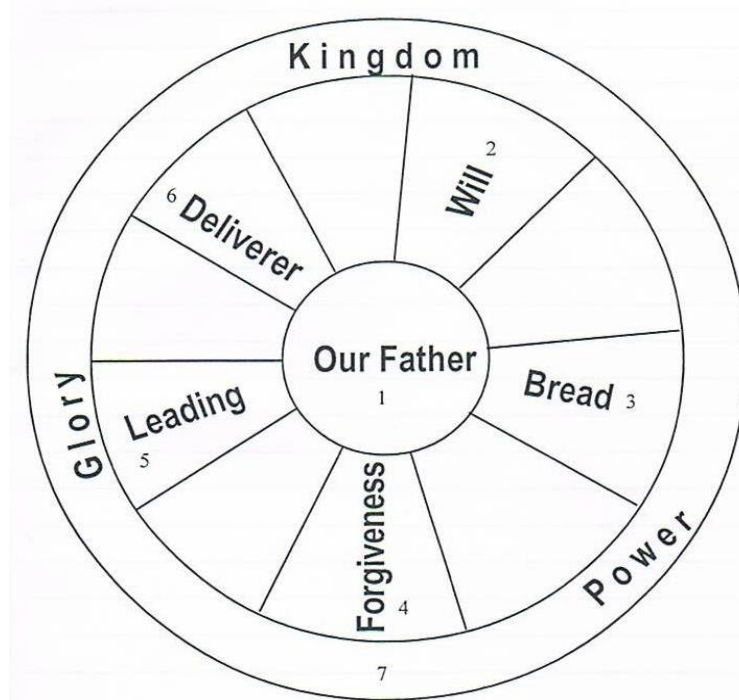 Kingdom
Will 2
6 Deliverer
Our Father
1
Bread 3
Leading
5
Glory
Forgiveness 4
Power
7